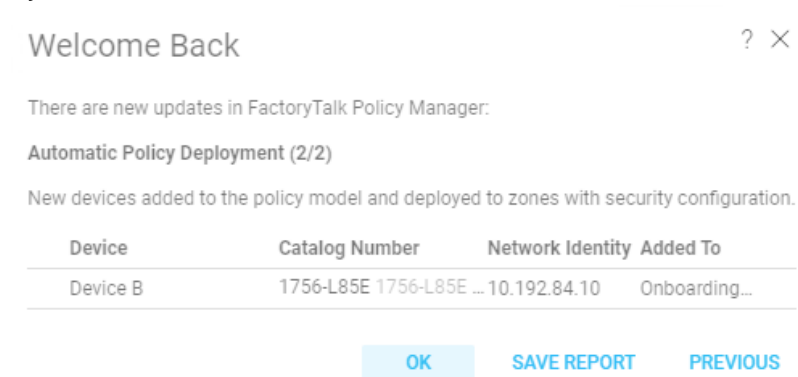 Welcome Back ? ×
There are new updates in FactoryTalk Policy Manager:
Automatic Policy Deployment (2/2)
New devices added to the policy model and deployed to zones with security configuration.
Device Catalog Number Network Identity Added To
Device B 1756-L85E 1756-L85E ... 10.192.84.10 Onboarding...
OK SAVE REPORT PREVIOUS